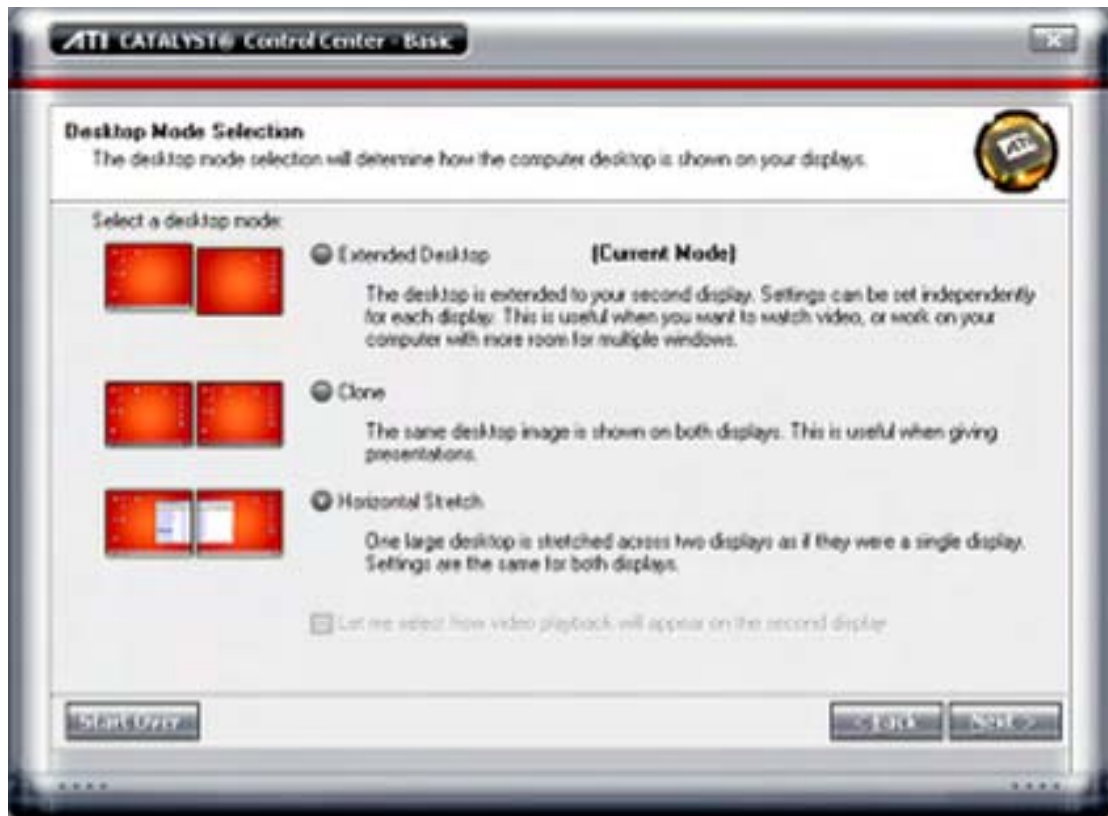 ATI CATALYST® Control Center - Basic
Desktop Mode Selection
The desktop mode selection will determine how the computer desktop is shown on your displays.
ATI
Select a desktop mode:
Extended Desktop (Current Mode)
The desktop is extended to your second display. Settings can be set independently
for each display. This is useful when you want to watch video, or work on your
computer with more room for multiple windows.
Clone
The same desktop image is shown on both displays. This is useful when giving
presentations.
Horizontal Stretch
One large desktop is stretched across two displays as if they were a single display.
Settings are the same for both displays.
Let me select how video playback will appear on the second display
Start Over
< Back
Next >